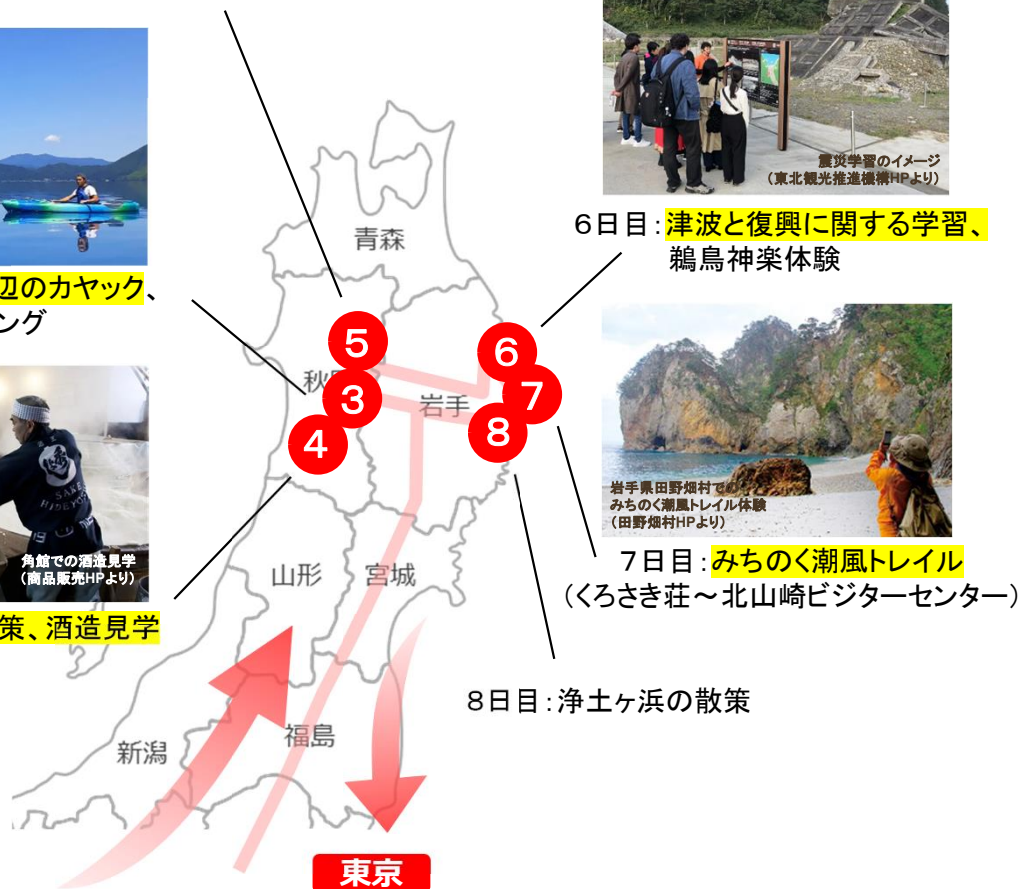 震災学習のイメージ
（東北観光推進機構HPより）
6日目：津波と復興に関する学習、
鵜鳥神楽体験
辺のカヤック、
ング
角館での酒造見学
（商品販売HPより）
策、酒造見学
青森
秋
岩手
山形
宮城
新潟
福島
5
3
4
6
7
8
岩手県田野畑村での
みちのく潮風トレイル体験
（田野畑村HPより）
7日目：みちのく潮風トレイル
（くろさき荘～北山崎ビジターセンター）
8日目：浄土ヶ浜の散策
東京